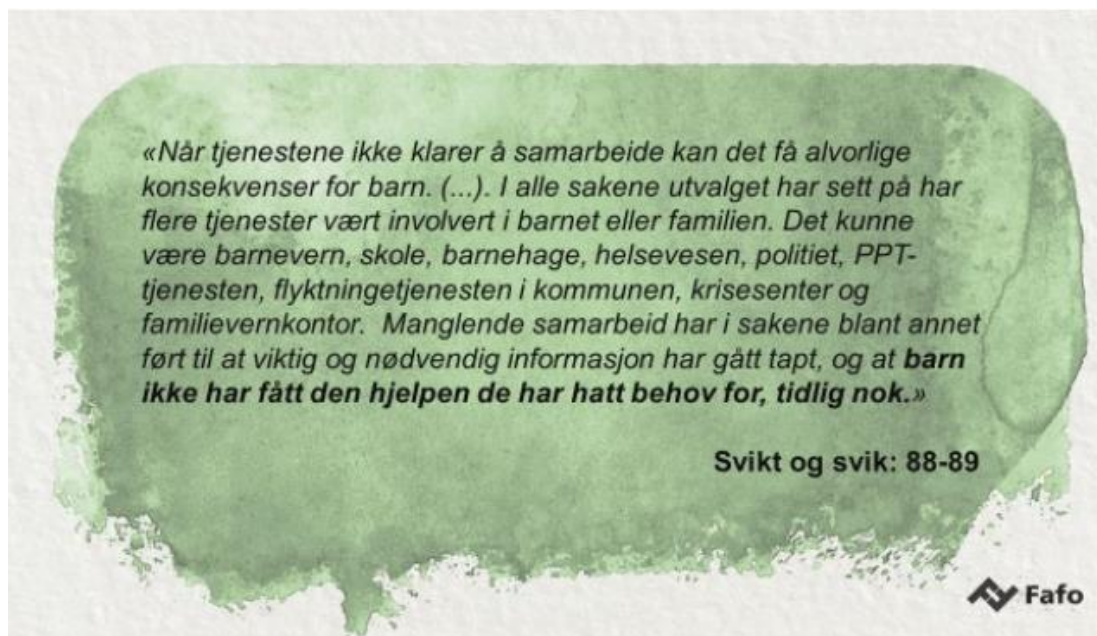 «Når tjenestene ikke klarer å samarbeide kan det få alvorlige
konsekvenser for barn. (...). I alle sakene utvalget har sett på har
flere tjenester vært involvert i barnet eller familien. Det kunne
være barnevern, skole, barnehage, helsevesen, politiet, PPT-
tjenesten, flyktningetjenesten i kommunen, krisesenter og
familievernkontor.  Manglende samarbeid har i sakene blant annet
ført til at viktig og nødvendig informasjon har gått tapt, og at barn
ikke har fått den hjelpen de har hatt behov for, tidlig nok.»
Svikt og svik: 88-89
Fafo